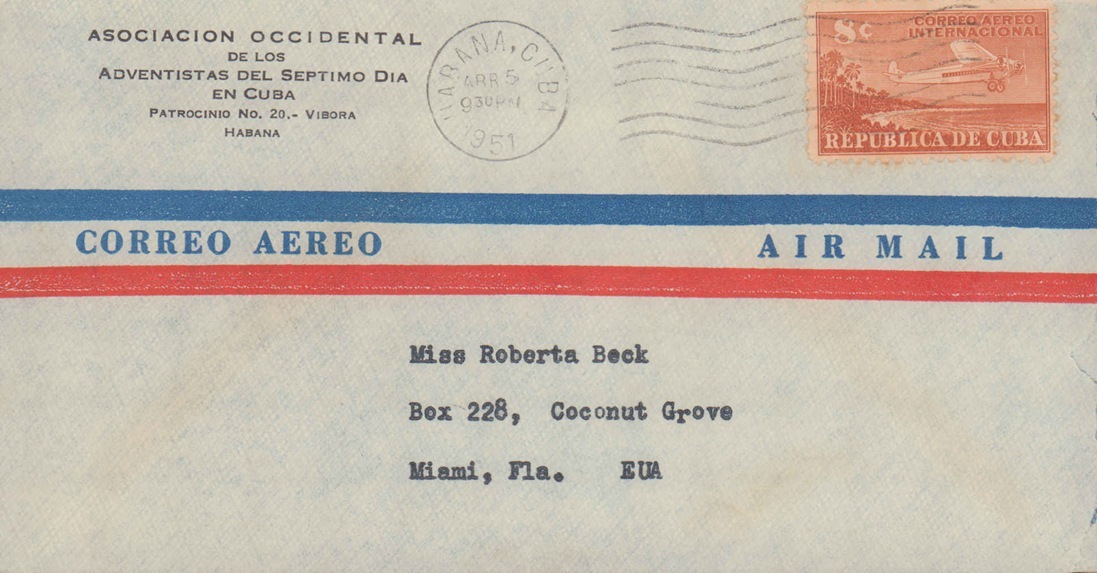 ASOCIACION OCCIDENTAL
DE LOS
ADVENTISTAS DEL SEPTIMO DIA
EN CUBA
PATROCINIO NO. 20.- VIBORA
HABANA
HABANA, CUBA
ABR 5
930PM
1951
8c
CORREO AEREO
INTERNACIONAL
REPUBLICA DE CUBA
CORREO AEREO AIR MAIL
Miss Roberta Beck
Box 228, Coconut Grove
Miami, Fla. EUA